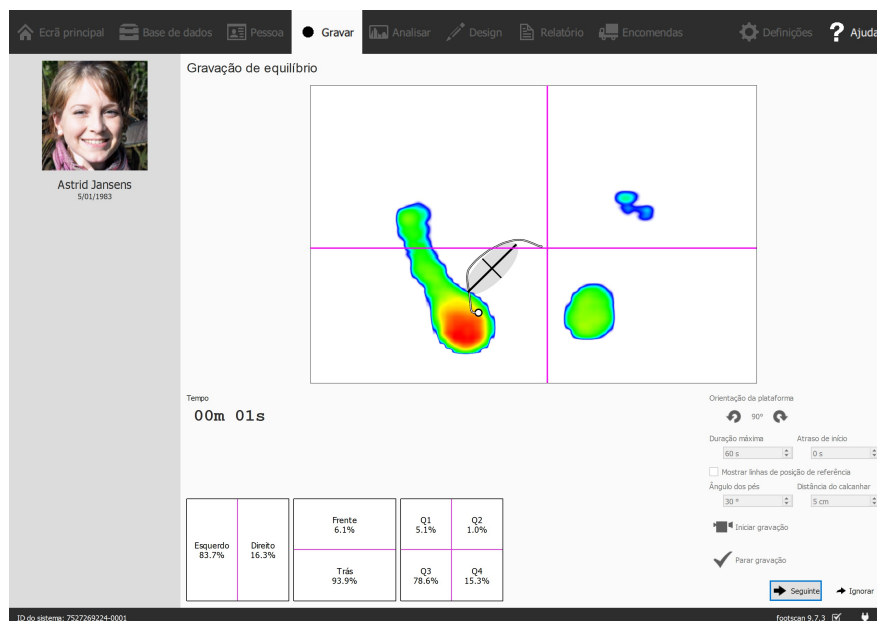 Ecrã principal
Base de dados
Pessoa
Gravar
Analisar
Design
Relatório
Encomendas
Definições
? Ajuda
Astrid Jansens
5/01/1983
Gravação de equilíbrio
Tempo
00m 01s
Orientação da plataforma
90°
Duração máxima
Atraso de início
60 s
0 s
Mostrar linhas de posição de referência
Ângulo dos pés
Distância do calcanhar
30 °
5 cm
Iniciar gravação
Parar gravação
Esquerdo
83.7%
Direito
16.3%
Frente
6.1%
Trás
93.9%
Q1
5.1%
Q2
1.0%
Q3
78.6%
Q4
15.3%
Seguinte
Ignorar
ID do sistema: 7527269224-0001
footscan 9.7.3